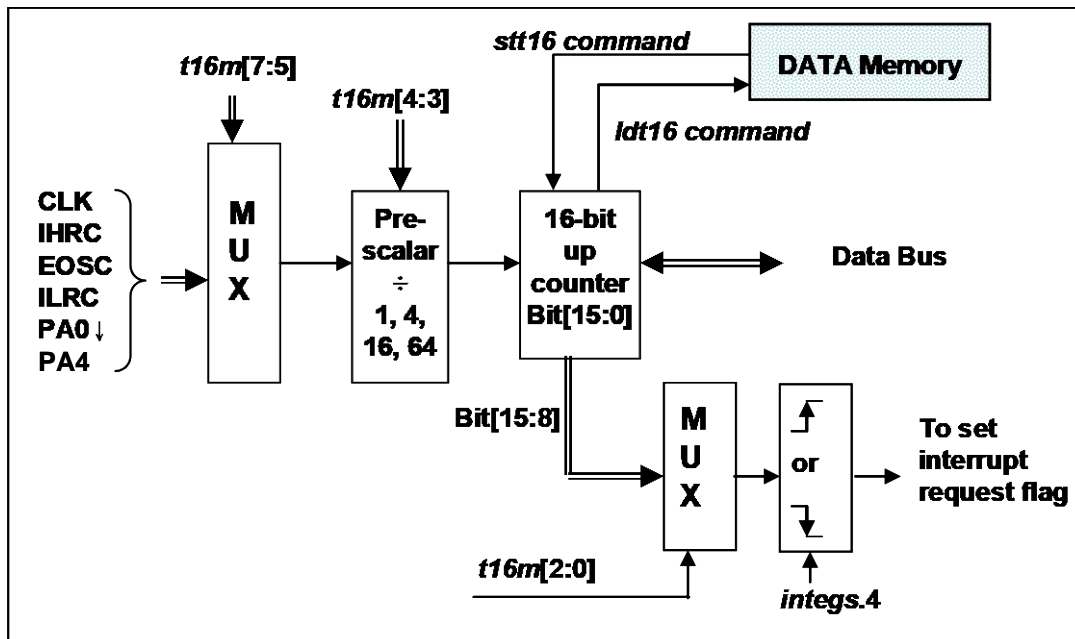 stt16 command
DATA Memory
t16m[7:5]
t16m[4:3]
ldt16 command
CLK
IHRC
EOSC
ILRC
PA0↓
PA4
M
U
X
Pre-
scalar
÷
1, 4,
16, 64
16-bit
up
counter
Bit[15:0]
Data Bus
Bit[15:8]
M
U
X
or
To set
interrupt
request flag
t16m[2:0]
integs.4